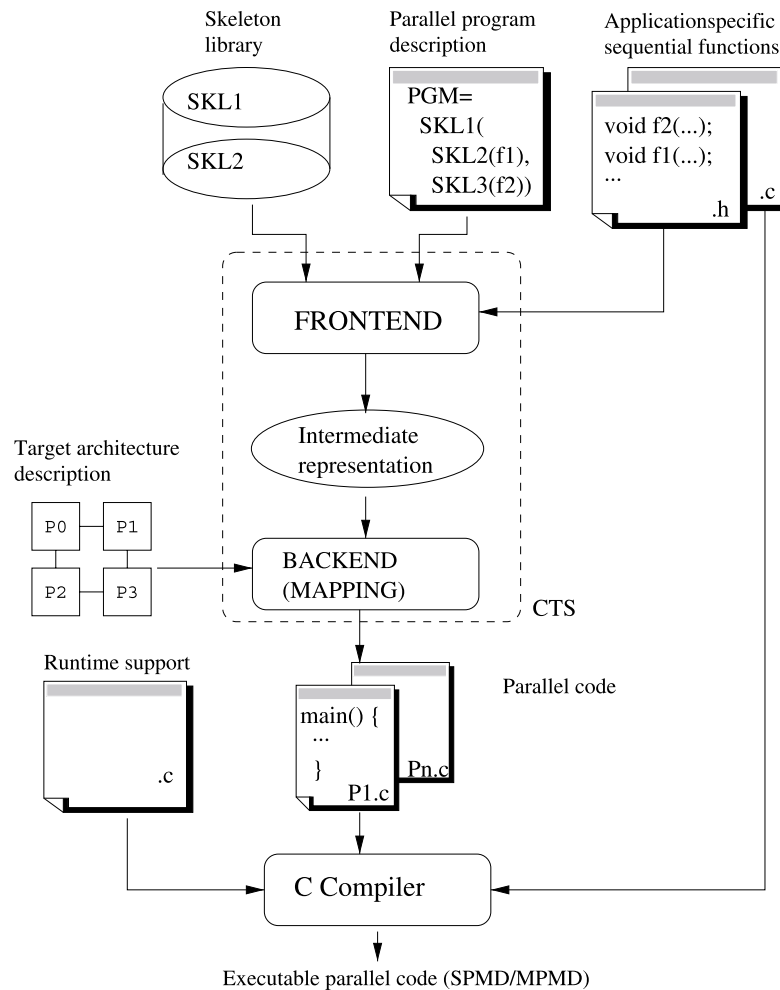 Skeleton
library
Parallel program
description
Applicationspecific
sequential functions
SKL1
SKL2
PGM=
SKL1(
SKL2(f1),
SKL3(f2))
void f2(...);
void f1(...);
...
.h
.c
FRONTEND
Intermediate
representation
Target architecture
description
P0
P1
P2
P3
BACKEND
(MAPPING)
CTS
Runtime support
.c
main() {
...
}
P1.c
Pn.c
Parallel code
C Compiler
Executable parallel code (SPMD/MPMD)